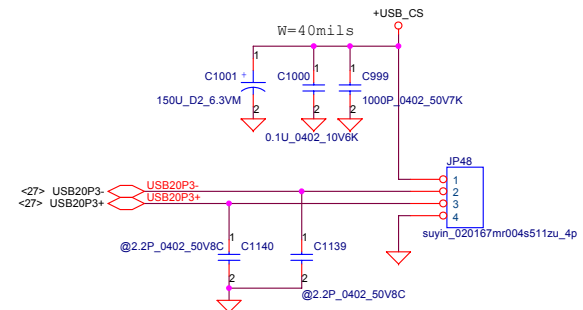 +USB_CS
W=40mils
1 1 1
C1001 + C1000 C999
2 2 2
150U_D2_6.3VM 1000P_0402_50V7K
0.1U_0402_10V6K
JP48
1
<27> USB20P3- USB20P3- 2
<27> USB20P3+ USB20P3+ 3
4
suyin_020167mr004s511zu_4p
1 1
@2.2P_0402_50V8C C1140 C1139
2 2
@2.2P_0402_50V8C